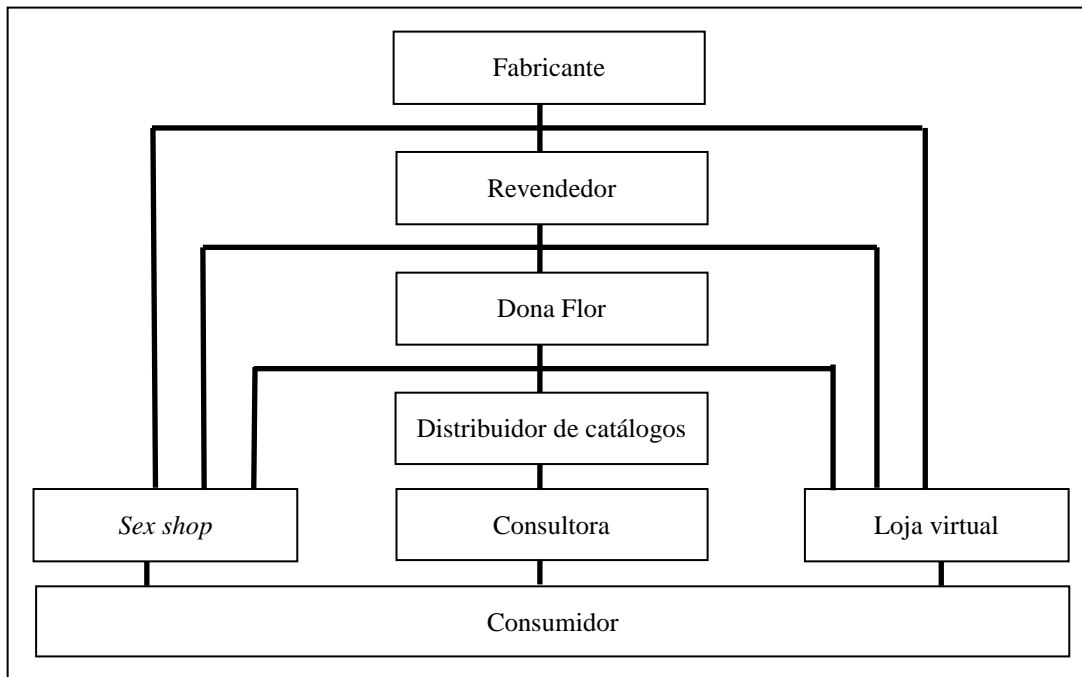 Fabricante
Revendedor
Dona Flor
Distribuidor de catálogos
Sex shop
Consultora
Loja virtual
Consumidor